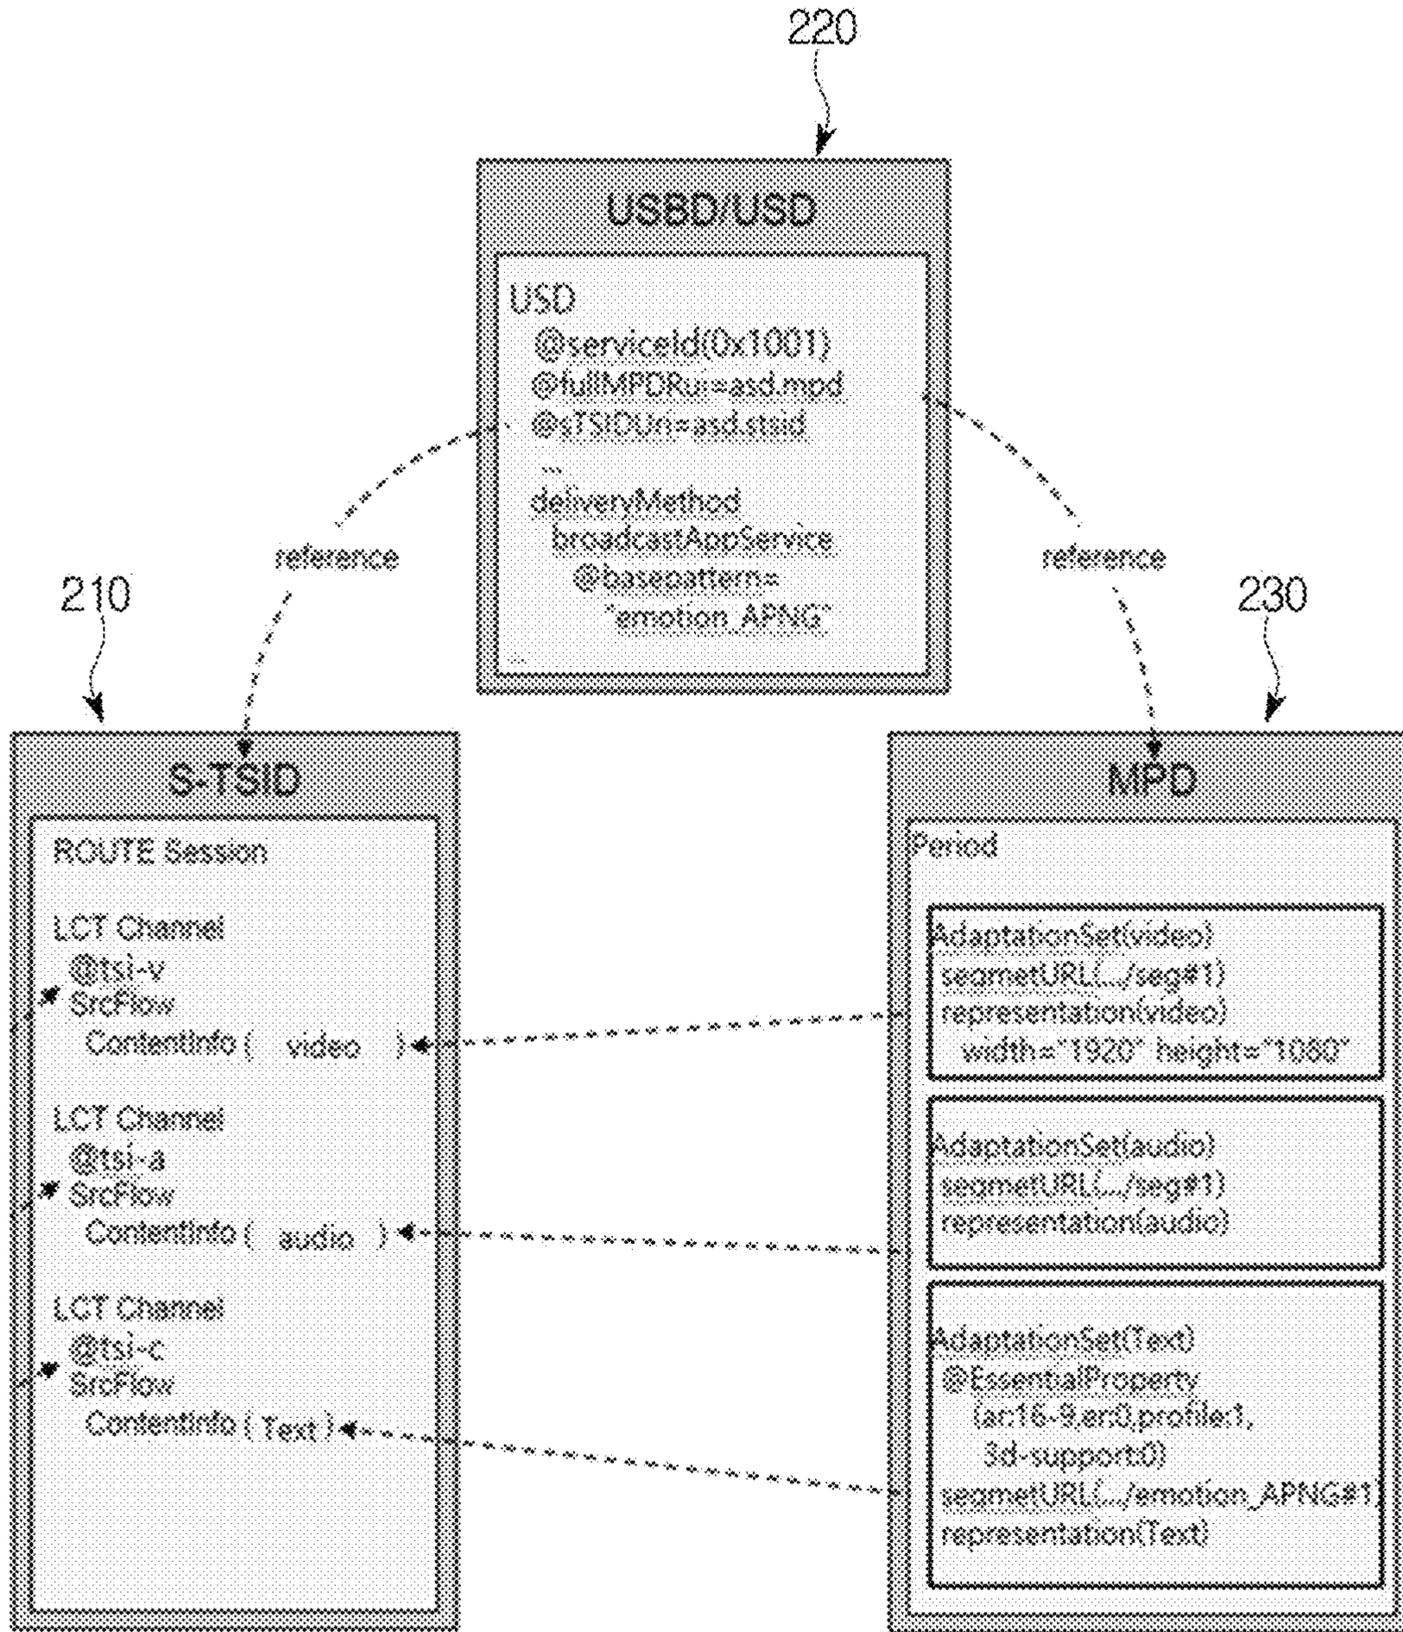 220
USBD/USD
USD
@serviceId(0x1001)
@fullMPDRui=asd.mpd
@sTSIDUri=asd.stsid
...
deliveryMethod
broadcastAppService
@basepattern=
"emotion_APNG"
...
reference
reference
210
S-TSID
ROUTE Session
LCT Channel
@tsi-v
SrcFlow
ContentInfo ( video )
LCT Channel
@tsi-a
SrcFlow
ContentInfo ( audio )
LCT Channel
@tsi-c
SrcFlow
ContentInfo ( Text )
230
MPD
Period
AdaptationSet(video)
segmetURL(.../seg#1)
representation(video)
width="1920" height="1080"
AdaptationSet(audio)
segmetURL(.../seg#1)
representation(audio)
AdaptationSet(Text)
@EssentialProperty
(ar:16-9,er:0,profile:1,
3d-support:0)
segmetURL(.../emotion_APNG#1)
representation(Text)